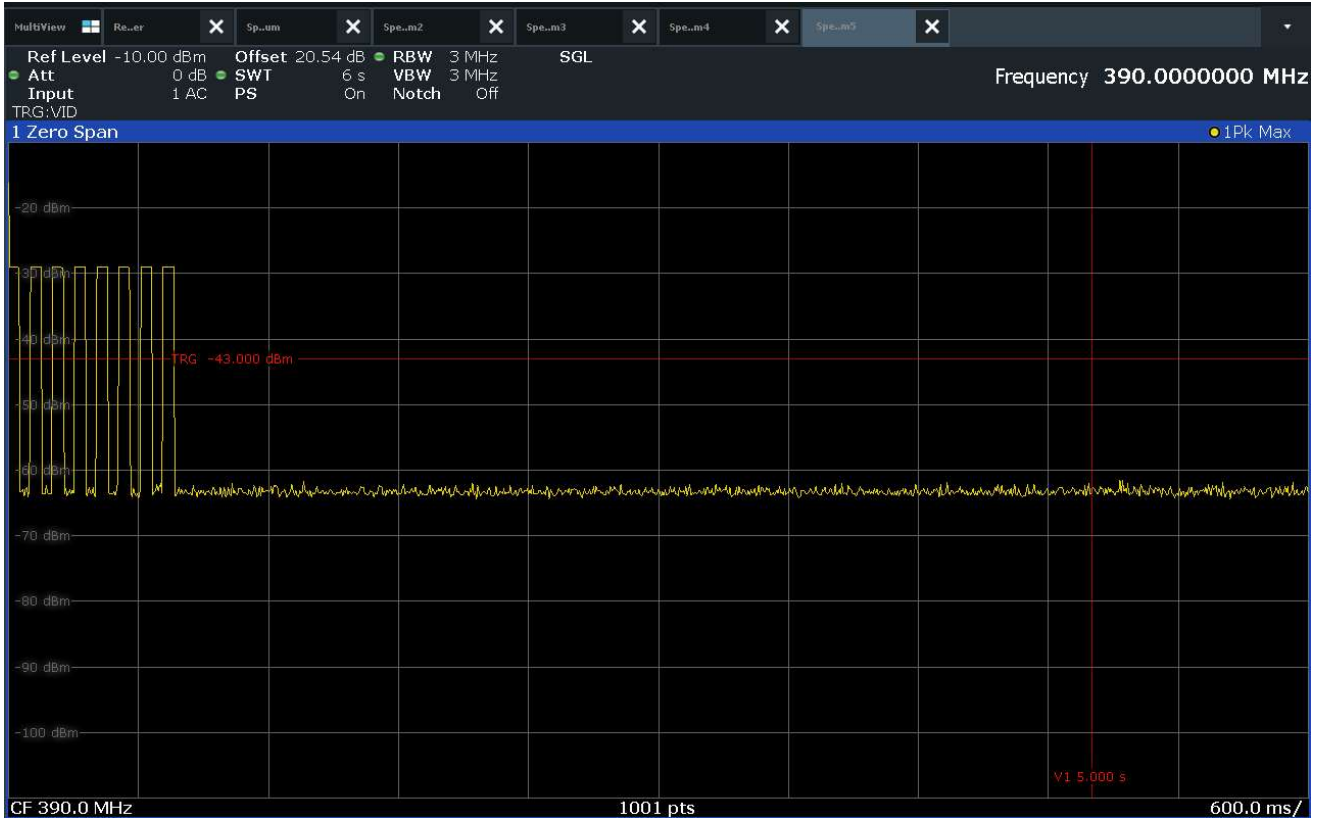 MultiView Re..er Sp..um Spe..m2 Spe..m3 Spe..m4 Spe..m5
Ref Level -10.00 dBm Offset 20.54 dB RBW 3 MHz SGL
Att 0 dB SWT 6 s VBW 3 MHz
Frequency 390.0000000 MHz
Input 1 AC PS On Notch Off
TRG:VID
1 Zero Span 1Pk Max
-20 dBm
-30 dBm
-40 dBm
TRG -43.000 dBm
-50 dBm
-60 dBm
-70 dBm
-80 dBm
-90 dBm
-100 dBm
V1 5.000 s
CF 390.0 MHz 1001 pts 600.0 ms/